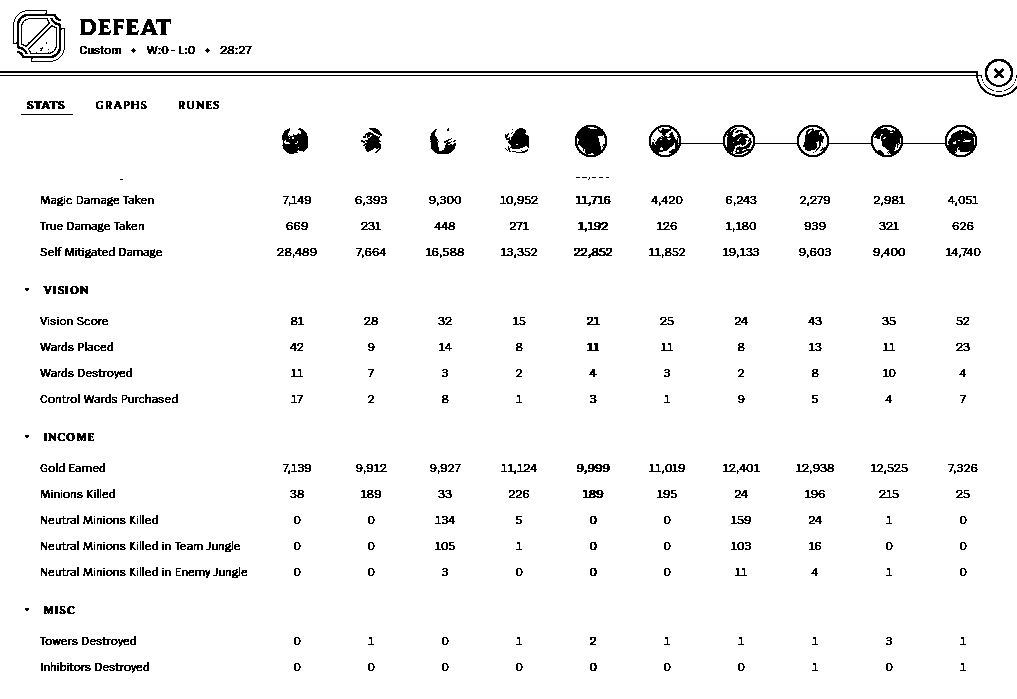 DEFEAT
Custom • W:0 - L:0 • 28:27
STATS GRAPHS RUNES
Magic Damage Taken 7,149 6,393 9,300 10,952 11,716 4,420 6,243 2,279 2,981 4,051
True Damage Taken 669 231 448 271 1,192 126 1,180 939 321 626
Self Mitigated Damage 28,489 7,664 16,588 13,352 22,852 11,852 19,133 9,603 9,400 14,740
VISION
Vision Score 81 28 32 15 21 25 24 43 35 52
Wards Placed 42 9 14 8 11 11 8 13 11 23
Wards Destroyed 11 7 3 2 4 3 2 8 10 4
Control Wards Purchased 17 2 8 1 3 1 9 5 4 7
INCOME
Gold Earned 7,139 9,912 9,927 11,124 9,999 11,019 12,401 12,938 12,525 7,326
Minions Killed 38 189 33 226 189 195 24 196 215 25
Neutral Minions Killed 0 0 134 5 0 0 159 24 1 0
Neutral Minions Killed in Team Jungle 0 0 105 1 0 0 103 16 0 0
Neutral Minions Killed in Enemy Jungle 0 0 3 0 0 0 11 4 1 0
MISC
Towers Destroyed 0 1 0 1 2 1 1 1 3 1
Inhibitors Destroyed 0 0 0 0 0 0 0 1 0 1